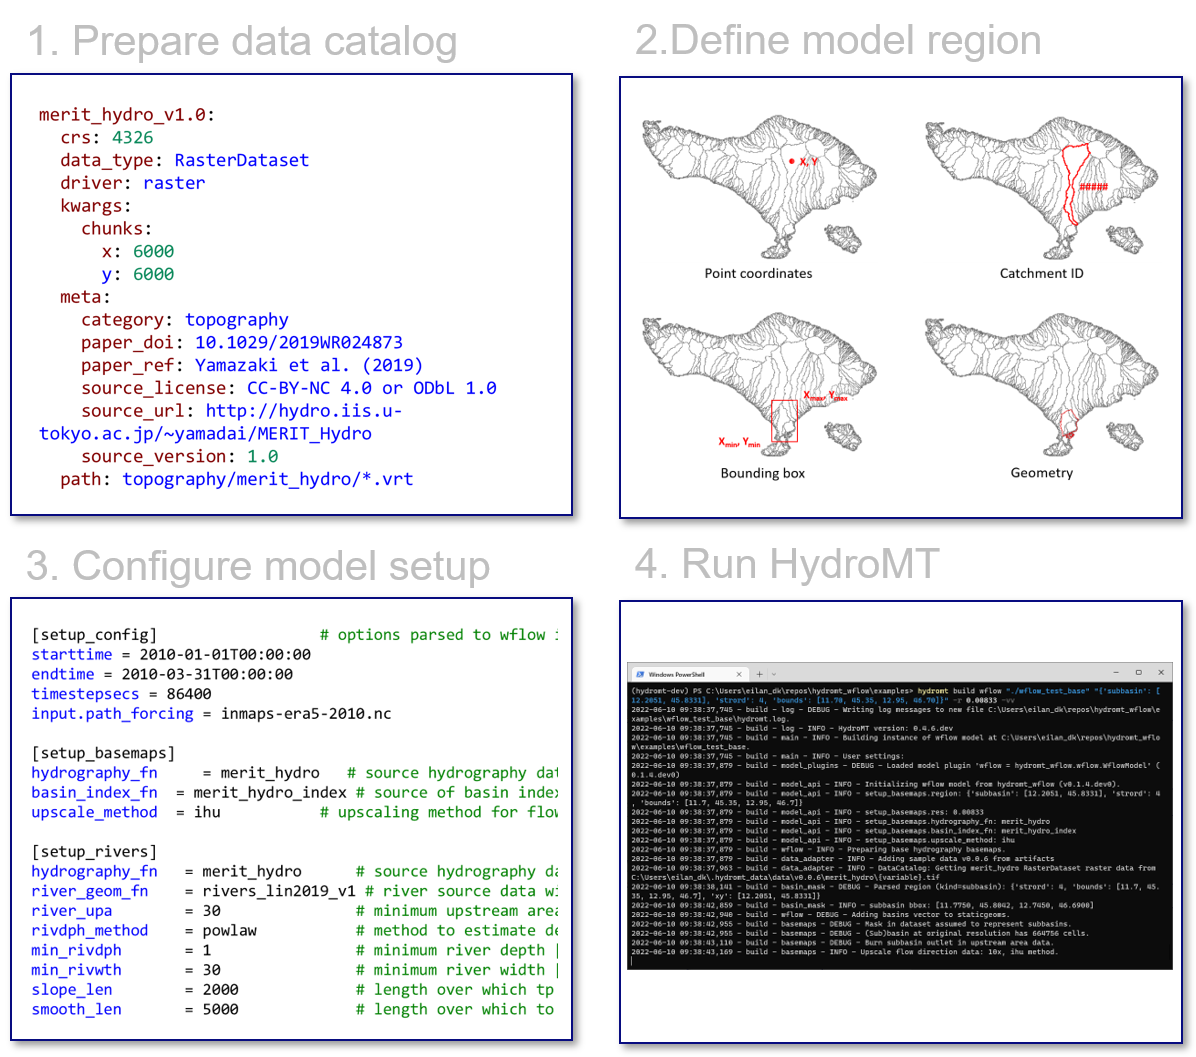 1. Prepare data catalog
merit_hydro_v1.0:
crs: 4326
data_type: RasterDataset
driver: raster
kwargs:
chunks:
x: 6000
y: 6000
meta:
category: topography
paper_doi: 10.1029/2019WR024873
paper_ref: Yamazaki et al. (2019)
source_license: CC-BY-NC 4.0 or ODbL 1.0
source_url: http://hydro.iis.u-
tokyo.ac.jp/~yamadai/MERIT_Hydro
source_version: 1.0
path: topography/merit_hydro/*.vrt
2.Define model region
X, Y
Point coordinates
#####
Catchment ID
Xmax, Ymax
Xmin, Ymin
Bounding box
Geometry
3. Configure model setup
[setup_config] # options parsed to wflow i
starttime = 2010-01-01T00:00:00
endtime = 2010-03-31T00:00:00
timestepsecs = 86400
input.path_forcing = inmaps-era5-2010.nc
[setup_basemaps]
hydrography_fn = merit_hydro # source hydrography dat
basin_index_fn = merit_hydro_index # source of basin index
upscale_method = ihu # upscaling method for flow
[setup_rivers]
hydrography_fn = merit_hydro # source hydrography da
river_geom_fn = rivers_lin2019_v1 # river source data wi
river_upa = 30 # minimum upstream area
rivdph_method = powlaw # method to estimate de
min_rivdph = 1 # minimum river depth [
min_rivwth = 30 # minimum river width [
slope_len = 2000 # length over which tp
smooth_len = 5000 # length over which to
4. Run HydroMT
Windows PowerShell
(hydromt-dev) PS C:\Users\eilan_dk\repos\hydromt_wflow\examples> hydromt build wflow "./wflow_test_base" "{'subbasin': [
12.2051, 45.8331], 'strord': 4, 'bounds': [11.70, 45.35, 12.95, 46.70]}" -r 0.00833 -vv
2022-06-10 09:38:37,745 - build - log - DEBUG - Writing log messages to new file C:\Users\eilan_dk\repos\hydromt_wflow\e
xamples\wflow_test_base\hydromt.log.
2022-06-10 09:38:37,745 - build - log - INFO - HydroMT version: 0.4.6.dev
2022-06-10 09:38:37,745 - build - main - INFO - Building instance of wflow model at C:\Users\eilan_dk\repos\hydromt_wflo
w\examples\wflow_test_base.
2022-06-10 09:38:37,745 - build - main - INFO - User settings:
2022-06-10 09:38:37,879 - build - model_plugins - DEBUG - Loaded model plugin 'wflow = hydromt_wflow.wflow.WflowModel' (
0.1.4.dev0)
2022-06-10 09:38:37,879 - build - model_api - INFO - Initializing wflow model from hydromt_wflow (v0.1.4.dev0).
2022-06-10 09:38:37,879 - build - model_api - INFO - setup_basemaps.region: {'subbasin': [12.2051, 45.8331], 'strord': 4
, 'bounds': [11.7, 45.35, 12.95, 46.7]}
2022-06-10 09:38:37,879 - build - model_api - INFO - setup_basemaps.res: 0.00833
2022-06-10 09:38:37,879 - build - model_api - INFO - setup_basemaps.hydrography_fn: merit_hydro
2022-06-10 09:38:37,879 - build - model_api - INFO - setup_basemaps.basin_index_fn: merit_hydro_index
2022-06-10 09:38:37,879 - build - model_api - INFO - setup_basemaps.upscale_method: ihu
2022-06-10 09:38:37,879 - build - wflow - INFO - Preparing base hydrography basemaps.
2022-06-10 09:38:37,879 - build - data_adapter - INFO - Adding sample data v0.0.6 from artifacts
2022-06-10 09:38:37,963 - build - data_adapter - INFO - DataCatalog: Getting merit_hydro RasterDataset raster data from
C:\Users\eilan_dk\.hydromt_data\data\v0.0.6\merit_hydro\{variable}.tif
2022-06-10 09:38:38,141 - build - basin_mask - DEBUG - Parsed region (kind=subbasin): {'strord': 4, 'bounds': [11.7, 45.
35, 12.95, 46.7], 'xy': [12.2051, 45.8331]}
2022-06-10 09:38:42,859 - build - basin_mask - INFO - subbasin bbox: [11.7750, 45.8042, 12.7450, 46.6900]
2022-06-10 09:38:42,940 - build - wflow - DEBUG - Adding basins vector to staticgeoms.
2022-06-10 09:38:42,955 - build - basemaps - DEBUG - Mask in dataset assumed to represent subbasins.
2022-06-10 09:38:42,955 - build - basemaps - DEBUG - (Sub)basin at original resolution has 664756 cells.
2022-06-10 09:38:43,110 - build - basemaps - DEBUG - Burn subbasin outlet in upstream area data.
2022-06-10 09:38:43,169 - build - basemaps - INFO - Upscale flow direction data: 10x, ihu method.